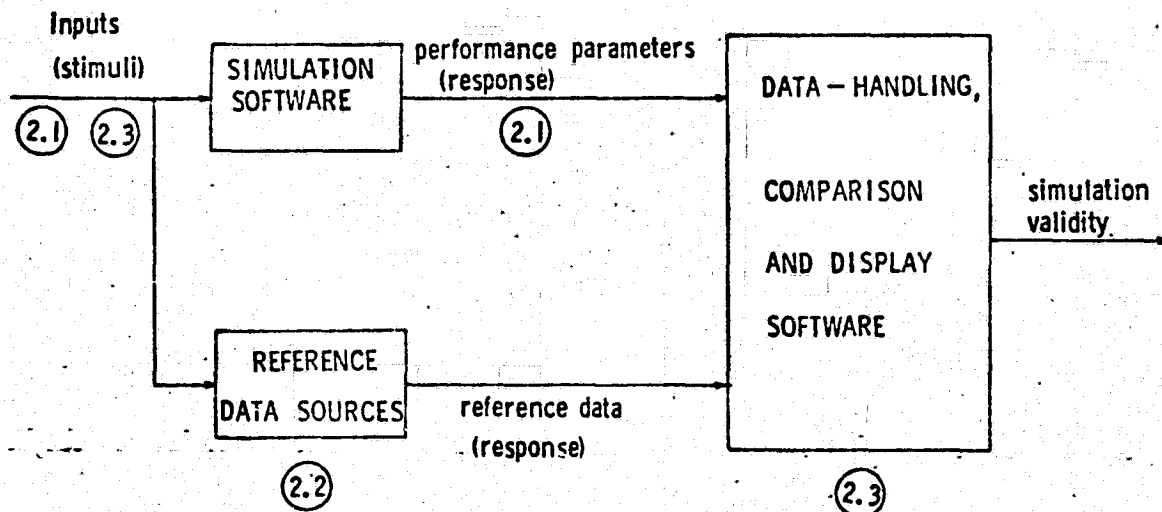 Inputs
(stimuli)
2.1
2.3
SIMULATION
SOFTWARE
performance parameters
(response)
2.1
DATA-HANDLING,
COMPARISON
AND DISPLAY
SOFTWARE
2.3
simulation
validity.
REFERENCE
DATA SOURCES
2.2
reference data
(response)